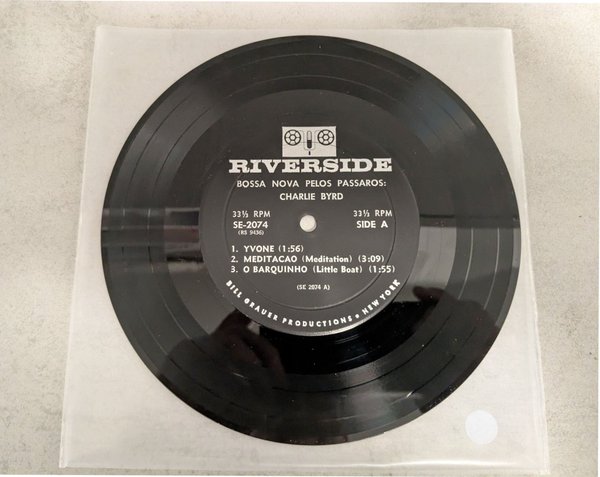 RIVERSIDE
BOSSA NOVA PELOS PASSAROS:
CHARLIE BYRD
33⅓ RPM 33⅓ RPM
SE-2074 SIDE A
(RS 9436)
1. YVONE (1:56)
2. MEDITACAO (Meditation) (3:09)
3. O BARQUINHO (Little Boat) (1:55)
(SE 2074 A)
BILL GRAUER PRODUCTIONS • NEW YORK